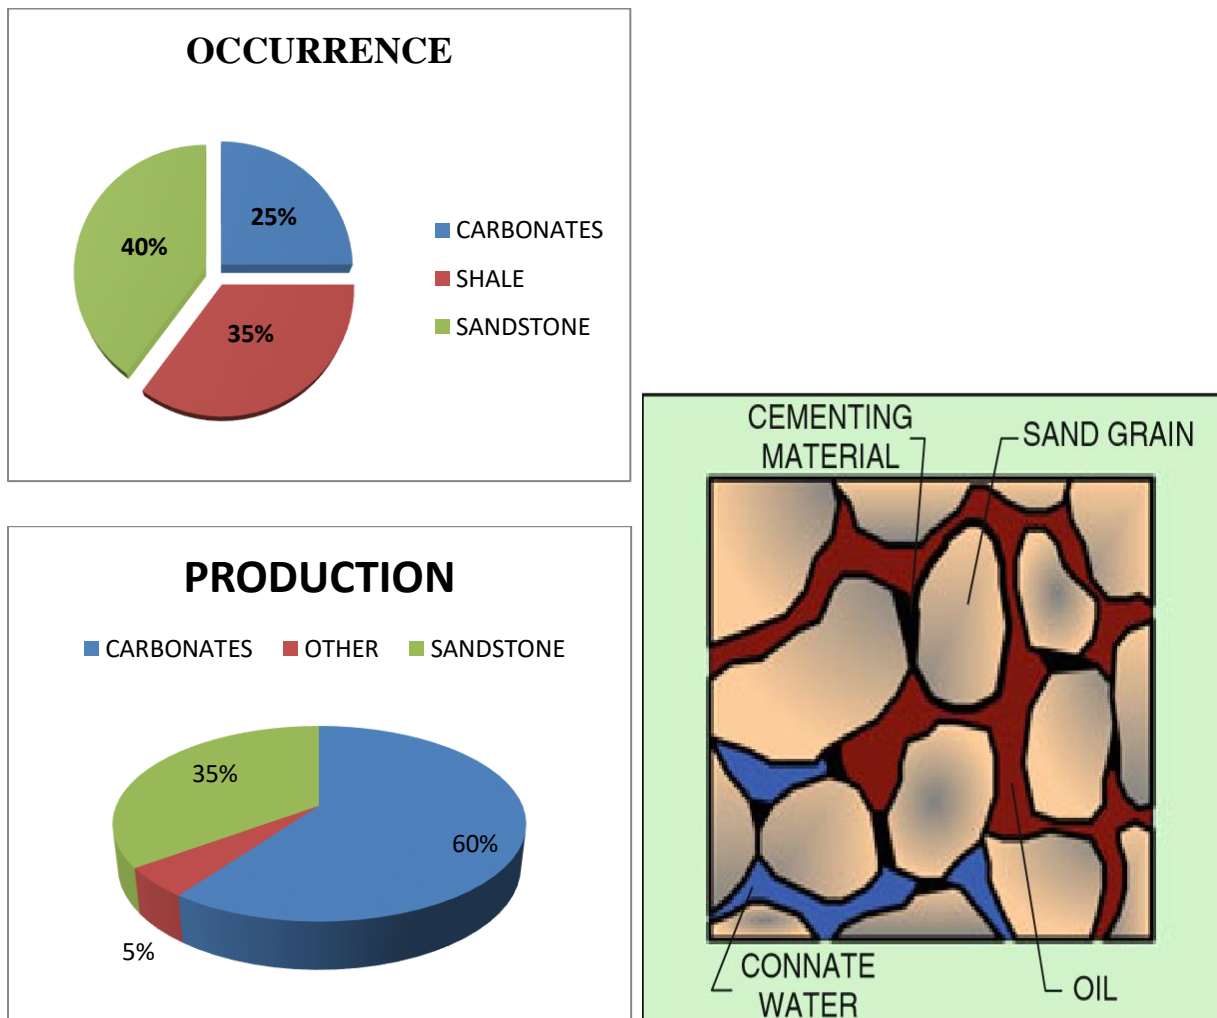 OCCURRENCE
25%
40%
35%
CARBONATES
SHALE
SANDSTONE
PRODUCTION
CARBONATES OTHER SANDSTONE
35%
60%
5%
CEMENTING
MATERIAL
SAND GRAIN
CONNATE
WATER
OIL